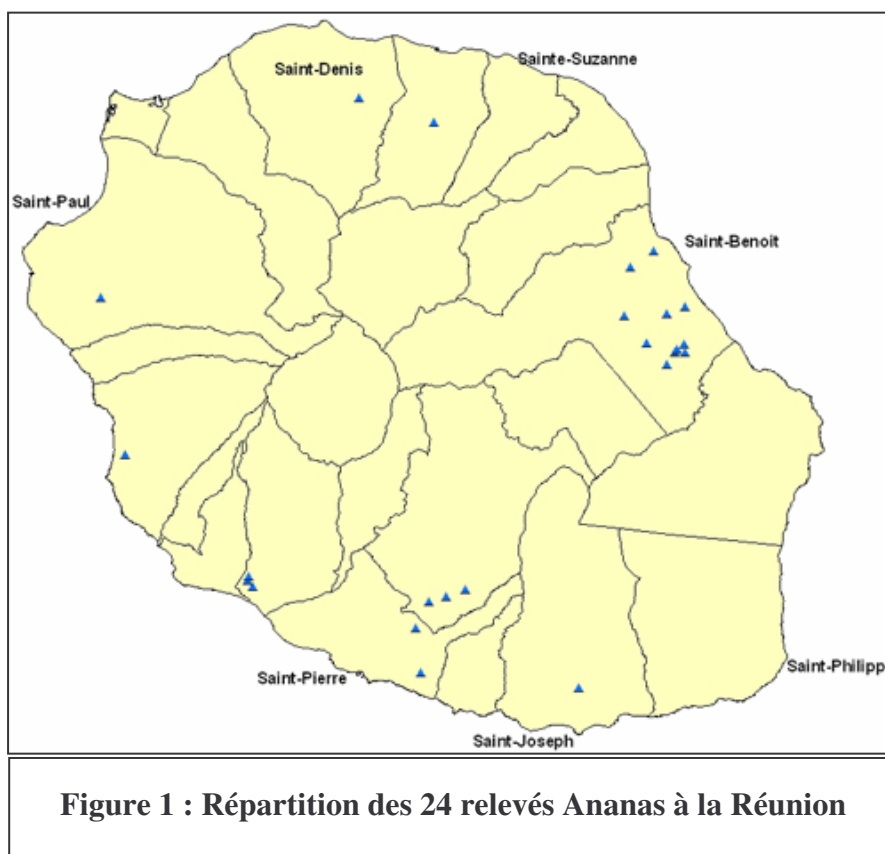 Sainte-Suzanne
Saint-Denis
Saint-Paul
Saint-Benoit
Saint-Philipp
Saint-Pierre
Saint-Joseph
Figure 1 : Répartition des 24 relevés Ananas à la Réunion